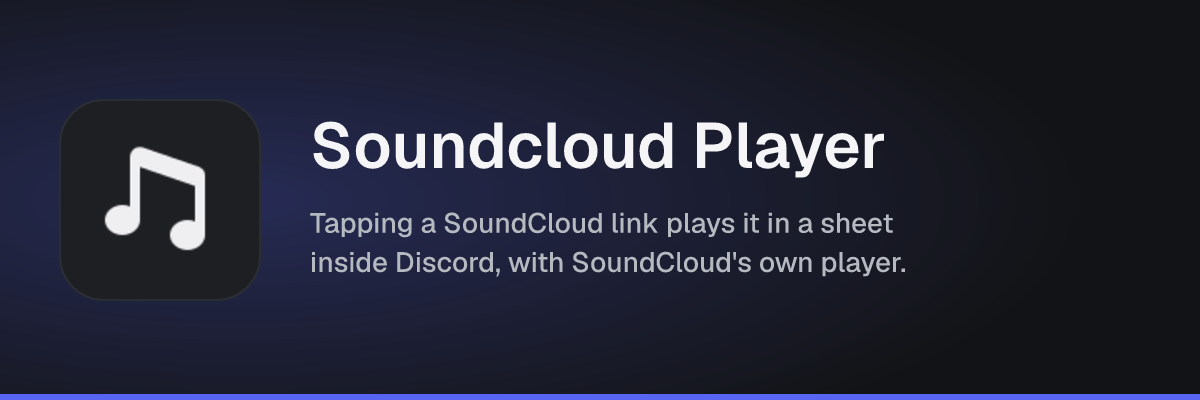 Soundcloud Player
Tapping a SoundCloud link plays it in a sheet
inside Discord, with SoundCloud's own player.